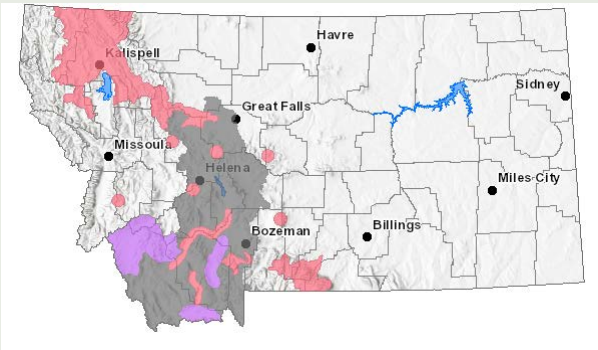 Havre
Kalispell
Sidney
Great Falls
Missoula
Helena
Miles City
Bozeman
Billings